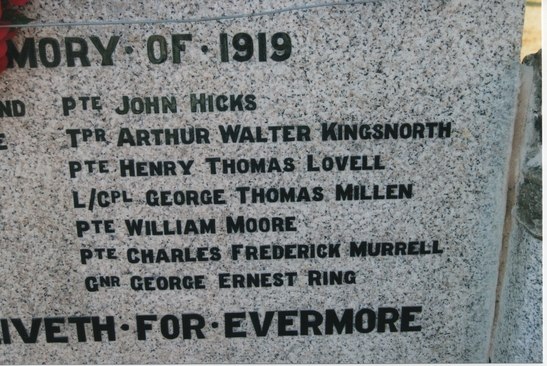 MORY · OF · 1919
ND PTE JOHN HICKS
E TPR ARTHUR WALTER KINGSNORTH
PTE HENRY THOMAS LOVELL
L/CPL GEORGE THOMAS MILLEN
PTE WILLIAM MOORE
PTE CHARLES FREDERICK MURRELL
GNR GEORGE ERNEST RING
IVETH · FOR · EVERMORE